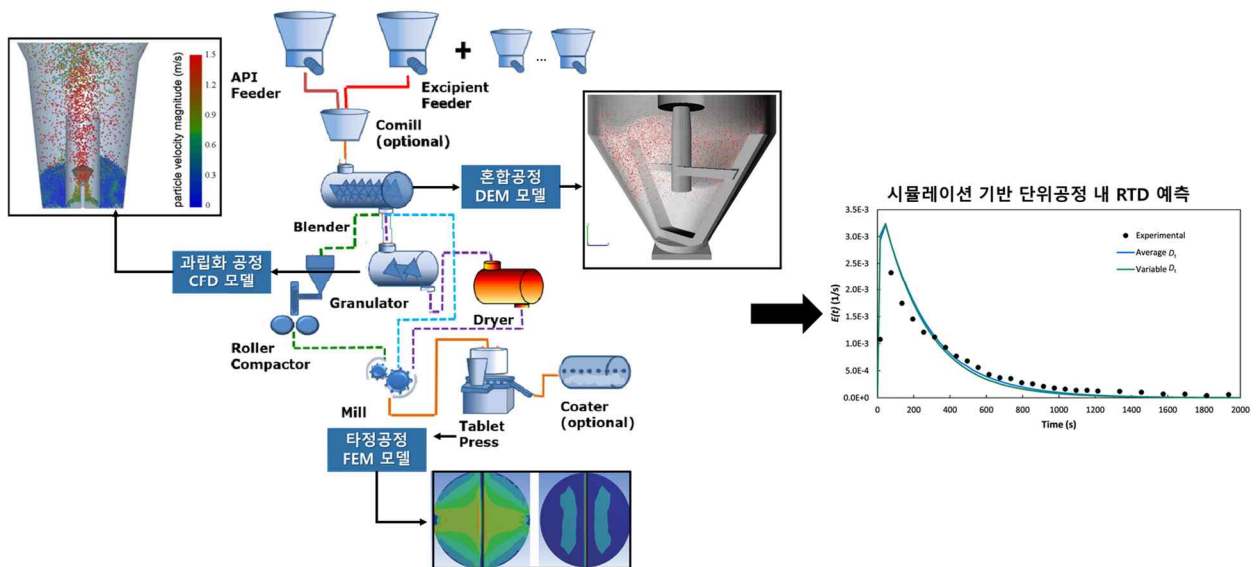 particle velocity magnitude (m/s)
1.5
1.2
0.9
0.6
0.3
0
API
Feeder
+
...
Excipient
Feeder
Comill
(optional)
혼합공정
DEM 모델
Blender
과립화 공정
CFD 모델
Granulator
Dryer
Roller
Compactor
Mill
Tablet
Press
Coater
(optional)
타정공정
FEM 모델
시뮬레이션 기반 단위공정 내 RTD 예측
3.5E-3
3.0E-3
2.5E-3
2.0E-3
1.5E-3
1.0E-3
5.0E-4
0.0E+0
E(t) (1/s)
Experimental
Average Dₜ
Variable Dₜ
0 200 400 600 800 1000 1200 1400 1600 1800 2000
Time (s)